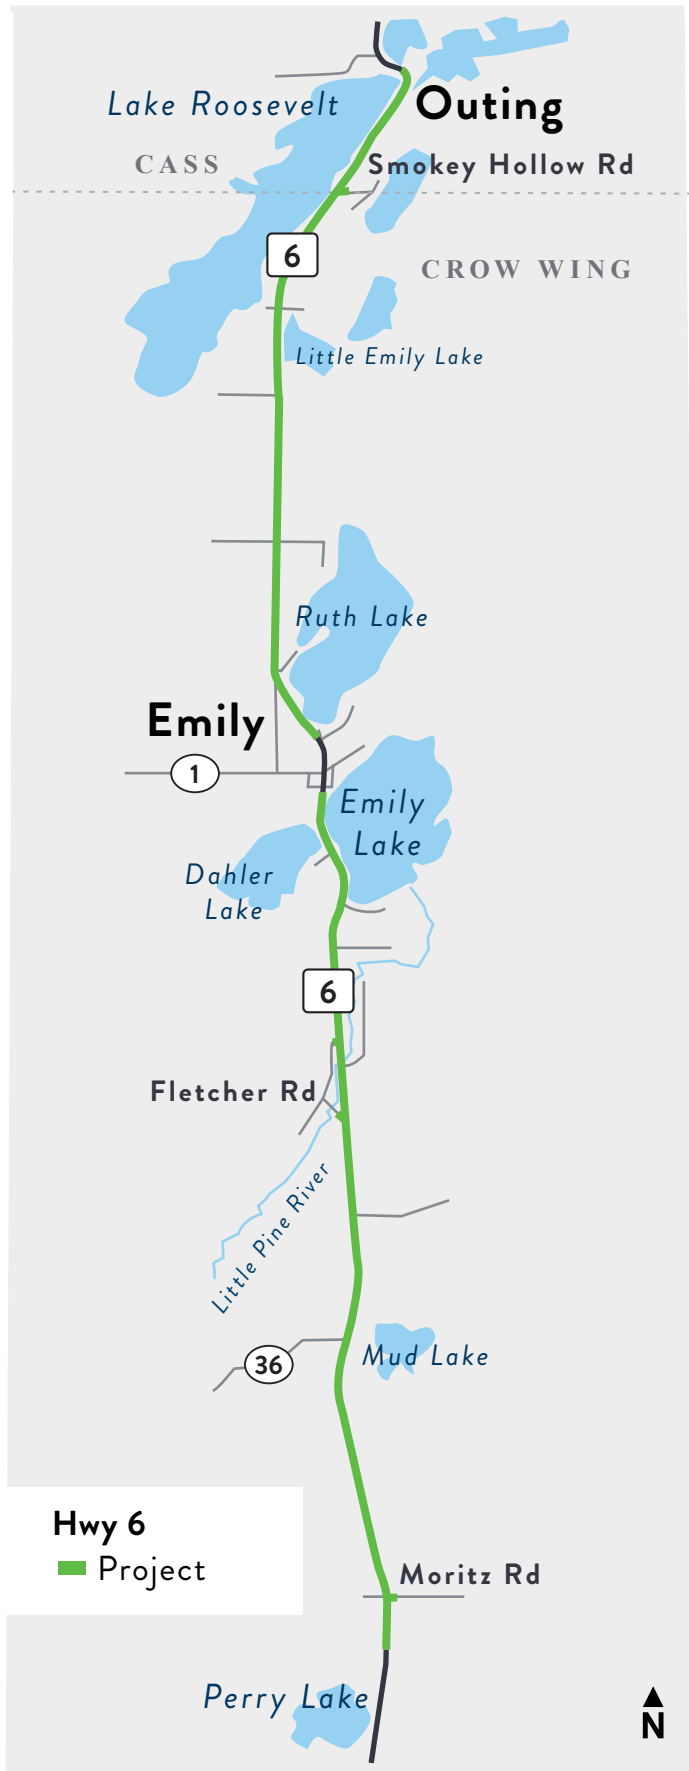 Lake Roosevelt
Outing
CASS
Smokey Hollow Rd
6
CROW WING
Little Emily Lake
Ruth Lake
Emily
1
Emily
Lake
Dahler
Lake
6
Fletcher Rd
Little Pine River
36
Mud Lake
Hwy 6
Project
Moritz Rd
Perry Lake
N